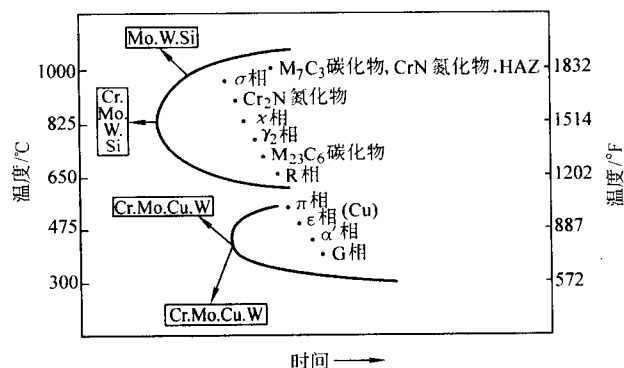 Mo.W.Si
1000
M₇C₃碳化物, CrN氮化物.HAZ
1832
σ相
Cr₂N氮化物
Cr.
Mo.
W.
Si
825
χ相
1514
γ₂相
M₂₃C₆碳化物
650
R相
1202
温度/℃
温度/°F
Cr.Mo.Cu.W
π相
ε相(Cu)
475
887
α′相
G相
300
572
Cr.Mo.Cu.W
时间